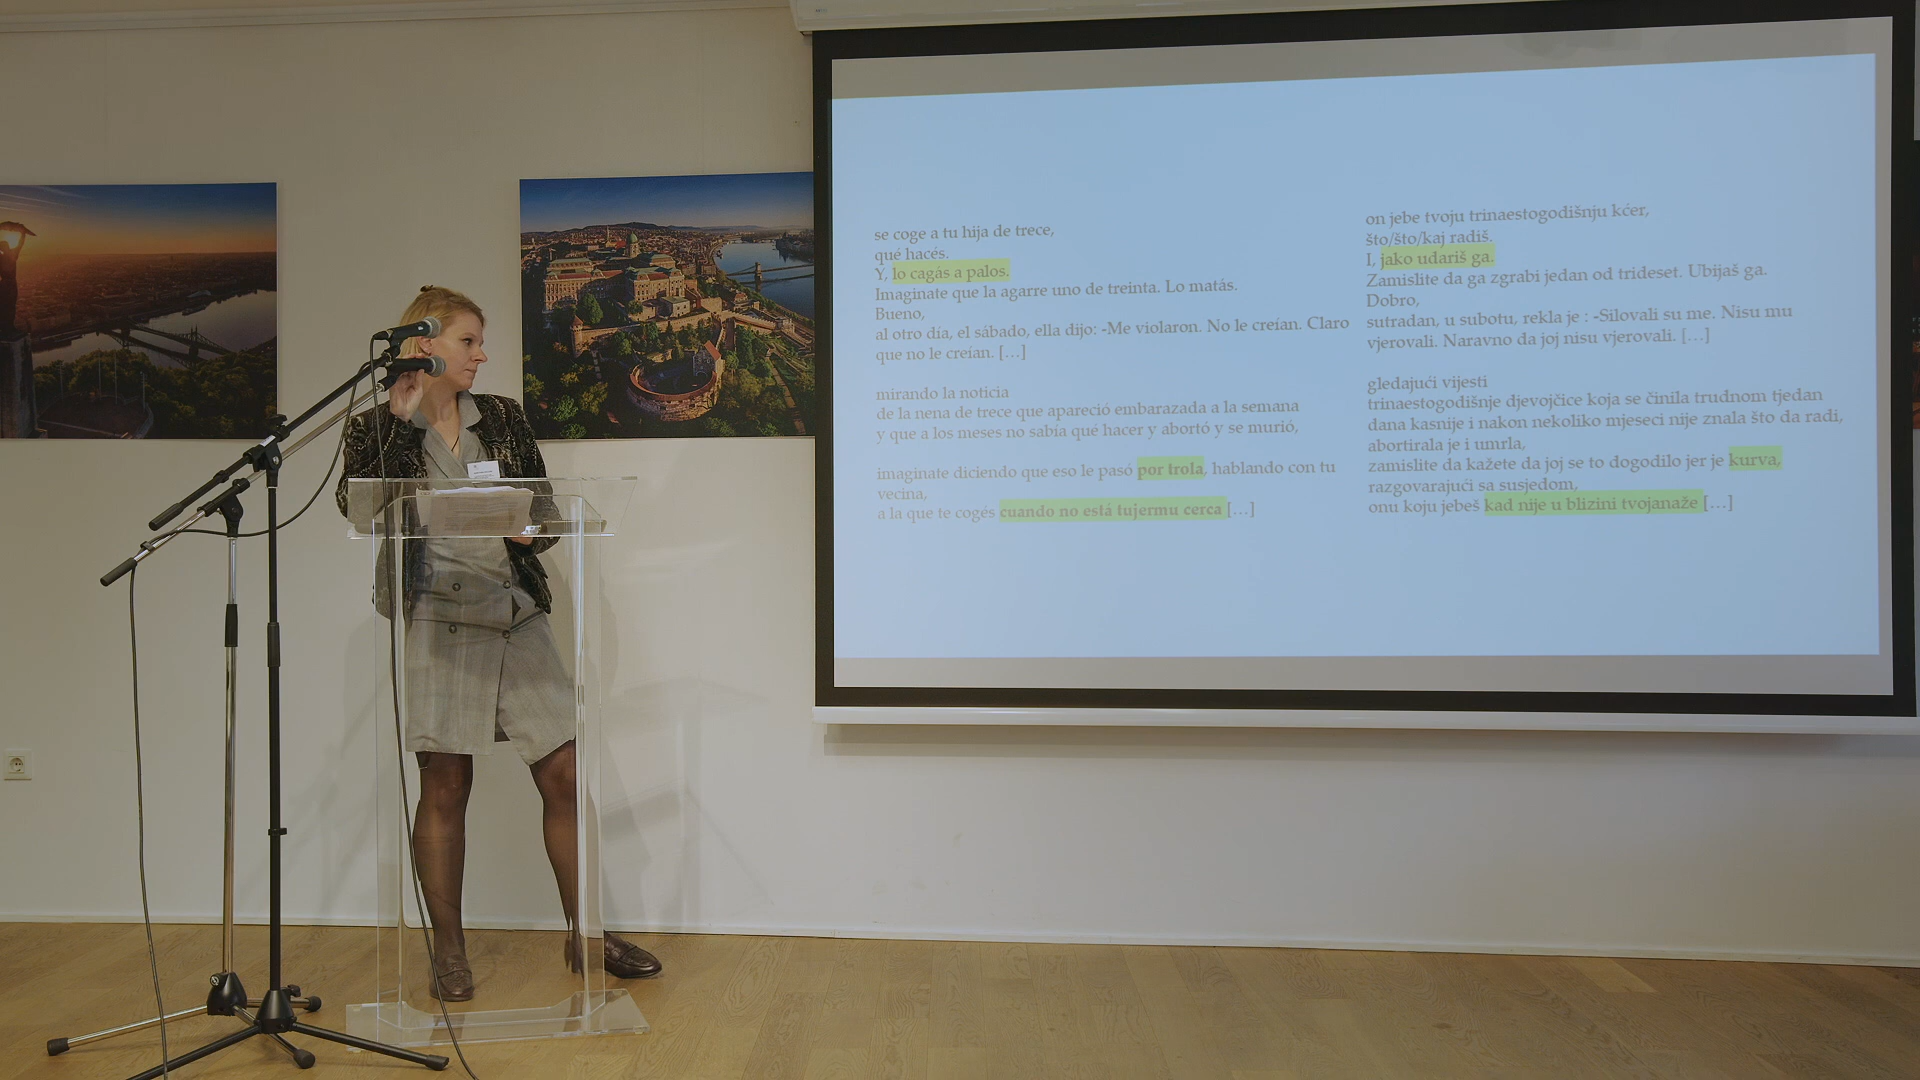 se coge a tu hija de trece,
qué hacés.
Y, lo cagás a palos.
Imaginate que la agarre uno de treinta. Lo matás.
Bueno,
al otro día, el sábado, ella dijo: -Me violaron. No le creían. Claro
que no le creían. […]
mirando la noticia
de la nena de trece que apareció embarazada a la semana
y que a los meses no sabía qué hacer y abortó y se murió,
imaginate diciendo que eso le pasó por trola, hablando con tu
vecina,
a la que te cogés cuando no está tujermu cerca […]
on jebe tvoju trinaestogodišnju kćer,
što/što/kaj radiš.
I, jako udariš ga.
Zamislite da ga zgrabi jedan od trideset. Ubijaš ga.
Dobro,
sutradan, u subotu, rekla je : -Silovali su me. Nisu mu
vjerovali. Naravno da joj nisu vjerovali. […]
gledajući vijesti
trinaestogodišnje djevojčice koja se činila trudnom tjedan
dana kasnije i nakon nekoliko mjeseci nije znala što da radi,
abortirala je i umrla,
zamislite da kažete da joj se to dogodilo jer je kurva,
razgovarajući sa susjedom,
onu koju jebeš kad nije u blizini tvojanaže […]